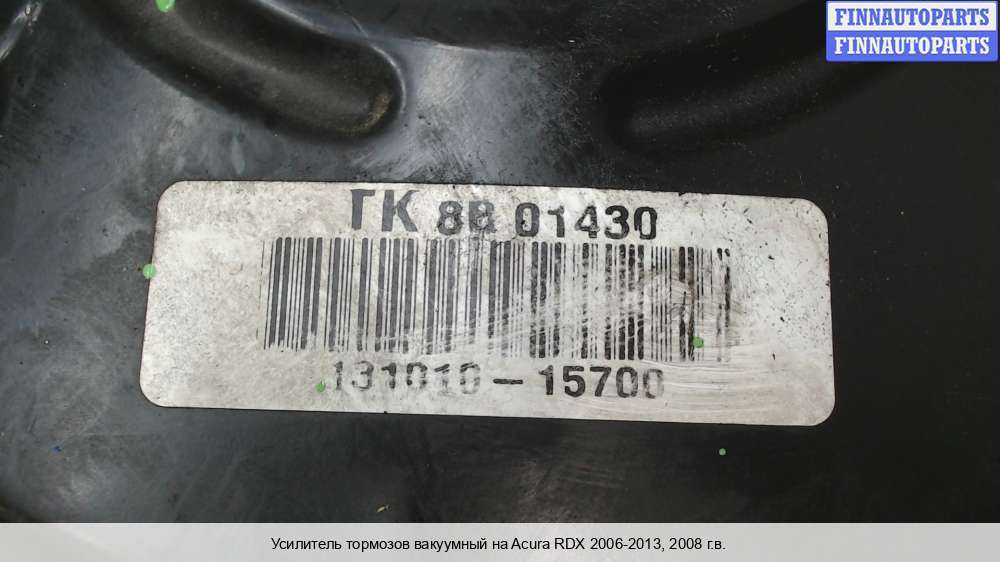 FINNAUTOPARTS
FINNAUTOPARTS
TK 8B 01430
131010-15700
Усилитель тормозов вакуумный на Acura RDX 2006-2013, 2008 г.в.